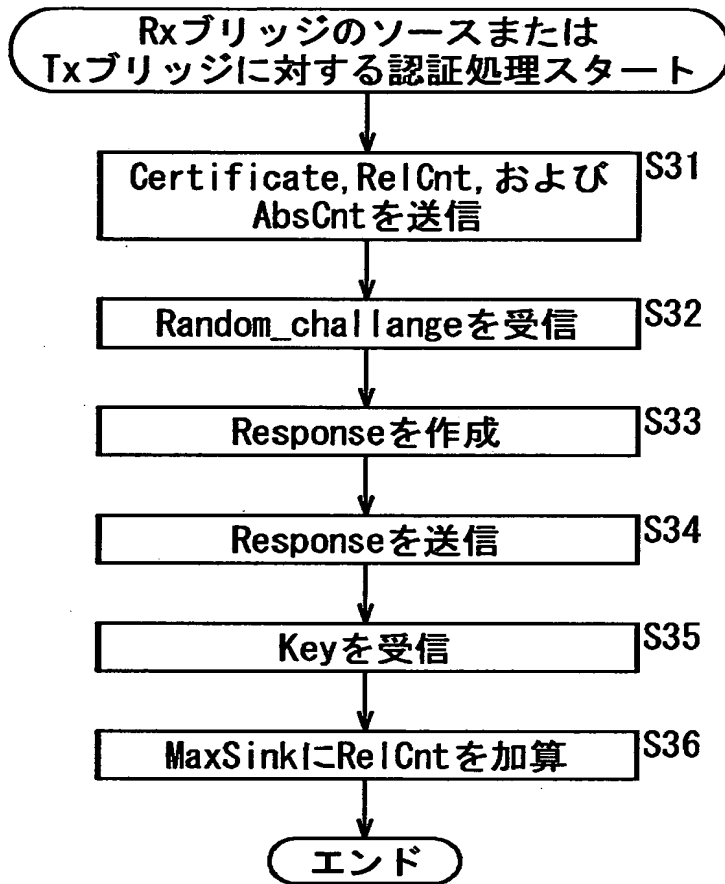 Rxブリッジのソースまたは
Txブリッジに対する認証処理スタート
S31
Certificate,RelCnt,および
AbsCntを送信
S32
Random_challangeを受信
S33
Responseを作成
S34
Responseを送信
S35
Keyを受信
S36
MaxSinkにRelCntを加算
エンド